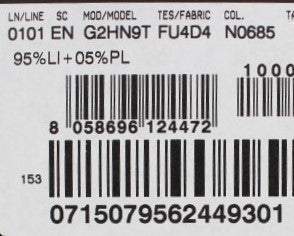 LN/LINE SC MOD/MODEL TES/FABRIC COL.
0101 EN G2HN9T FU4D4 N0685
95%LI+05%PL
1000
8 058696 124472
153
0715079562449301